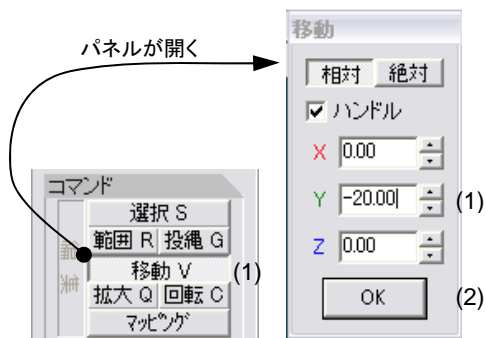 パネルが開く
コマンド
選択 S
範囲 R 投縄 G
移動 V (1)
拡大 Q 回転 C
マッピング
移動
相対 絶対
ハンドル
X 0.00
Y -20.00 (1)
Z 0.00
OK (2)